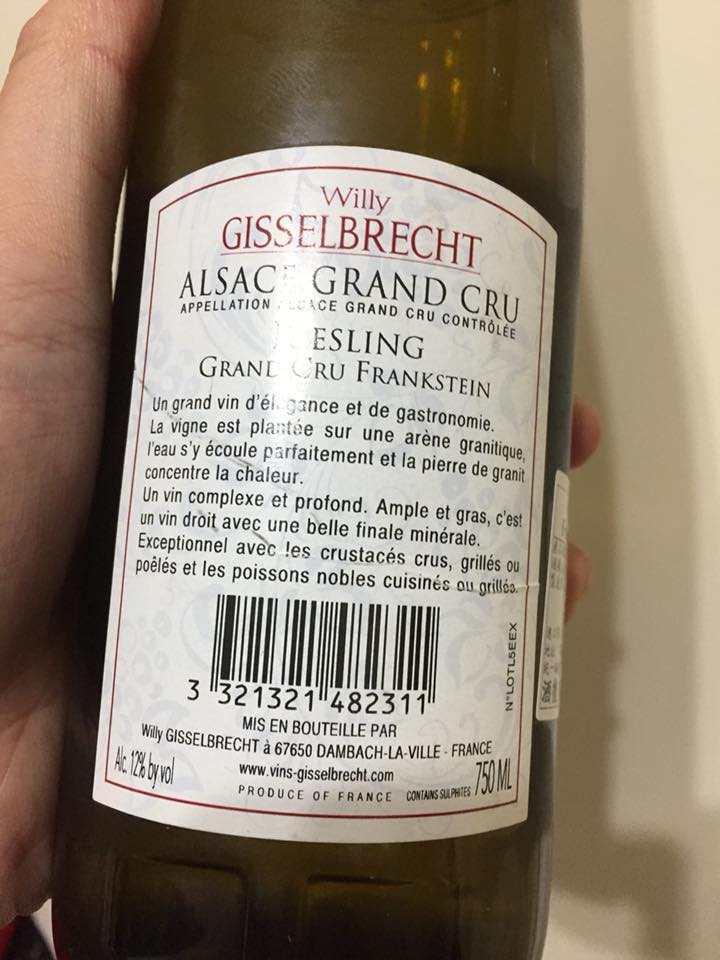 Willy
GISSELBRECHT
ALSACE GRAND CRU
APPELLATION ALSACE GRAND CRU CONTRÔLÉE
RIESLING
GRAND CRU FRANKSTEIN
Un grand vin d'élégance et de gastronomie.
La vigne est plantée sur une arène granitique,
l'eau s'y écoule parfaitement et la pierre de granit
concentre la chaleur.
Un vin complexe et profond. Ample et gras, c'est
un vin droit avec une belle finale minérale.
Exceptionnel avec les crustacés crus, grillés ou
poêlés et les poissons nobles cuisinés ou grillés.
3 321321 482311
N°LOTL5EEX
MIS EN BOUTEILLE PAR
Willy GISSELBRECHT à 67650 DAMBACH-LA-VILLE - FRANCE
Alc. 12% by vol
www.vins-gisselbrecht.com
750 ML
PRODUCE OF FRANCE CONTAINS SULPHITES